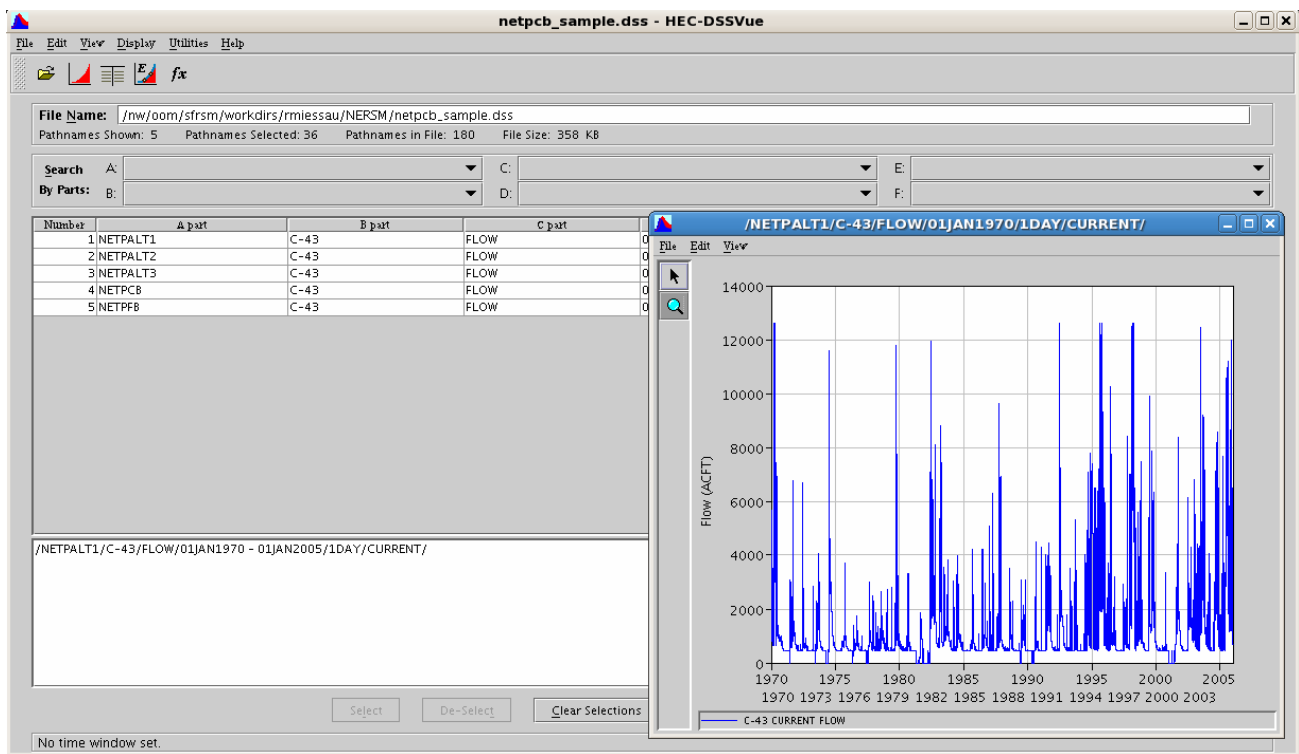 netpcb_sample.dss - HEC-DSSVue
File Edit View Display Utilities Help
E fx
File Name: /nw/oom/sfrsm/workdirs/rmiessau/NERSM/netpcb_sample.dss
Pathnames Shown: 5 Pathnames Selected: 36 Pathnames in File: 180 File Size: 358 KB
Search A: C: E:
By Parts: B: D: F:
Number A part B part C part
1 NETPALT1 C-43 FLOW 0
2 NETPALT2 C-43 FLOW 0
3 NETPALT3 C-43 FLOW 0
4 NETPCB C-43 FLOW 0
5 NETPFB C-43 FLOW 0
/NETPALT1/C-43/FLOW/01JAN1970 - 01JAN2005/1DAY/CURRENT/
Select De-Select Clear Selections
No time window set.
/NETPALT1/C-43/FLOW/01JAN1970/1DAY/CURRENT/
File Edit View
14000
12000
10000
8000
6000
4000
2000
0
Flow (ACFT)
1970 1975 1980 1985 1990 1995 2000 2005
1970 1973 1976 1979 1982 1985 1988 1991 1994 1997 2000 2003
C-43 CURRENT FLOW